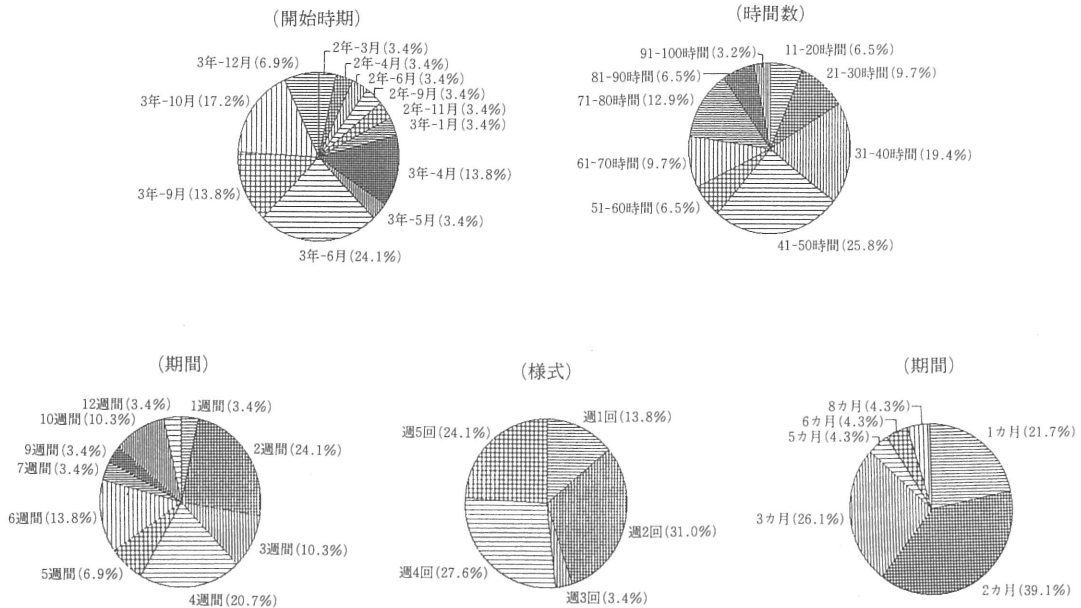 (開始時期)
2年-3月(3.4%)
2年-4月(3.4%)
2年-6月(3.4%)
2年-9月(3.4%)
2年-11月(3.4%)
3年-1月(3.4%)
3年-4月(13.8%)
3年-5月(3.4%)
3年-6月(24.1%)
3年-9月(13.8%)
3年-10月(17.2%)
3年-12月(6.9%)
(時間数)
11-20時間(6.5%)
21-30時間(9.7%)
31-40時間(19.4%)
41-50時間(25.8%)
51-60時間(6.5%)
61-70時間(9.7%)
71-80時間(12.9%)
81-90時間(6.5%)
91-100時間(3.2%)
(期間)
1週間(3.4%)
2週間(24.1%)
3週間(10.3%)
4週間(20.7%)
5週間(6.9%)
6週間(13.8%)
7週間(3.4%)
9週間(3.4%)
10週間(10.3%)
12週間(3.4%)
(様式)
週1回(13.8%)
週2回(31.0%)
週3回(3.4%)
週4回(27.6%)
週5回(24.1%)
(期間)
1カ月(21.7%)
2カ月(39.1%)
3カ月(26.1%)
5カ月(4.3%)
6カ月(4.3%)
8カ月(4.3%)